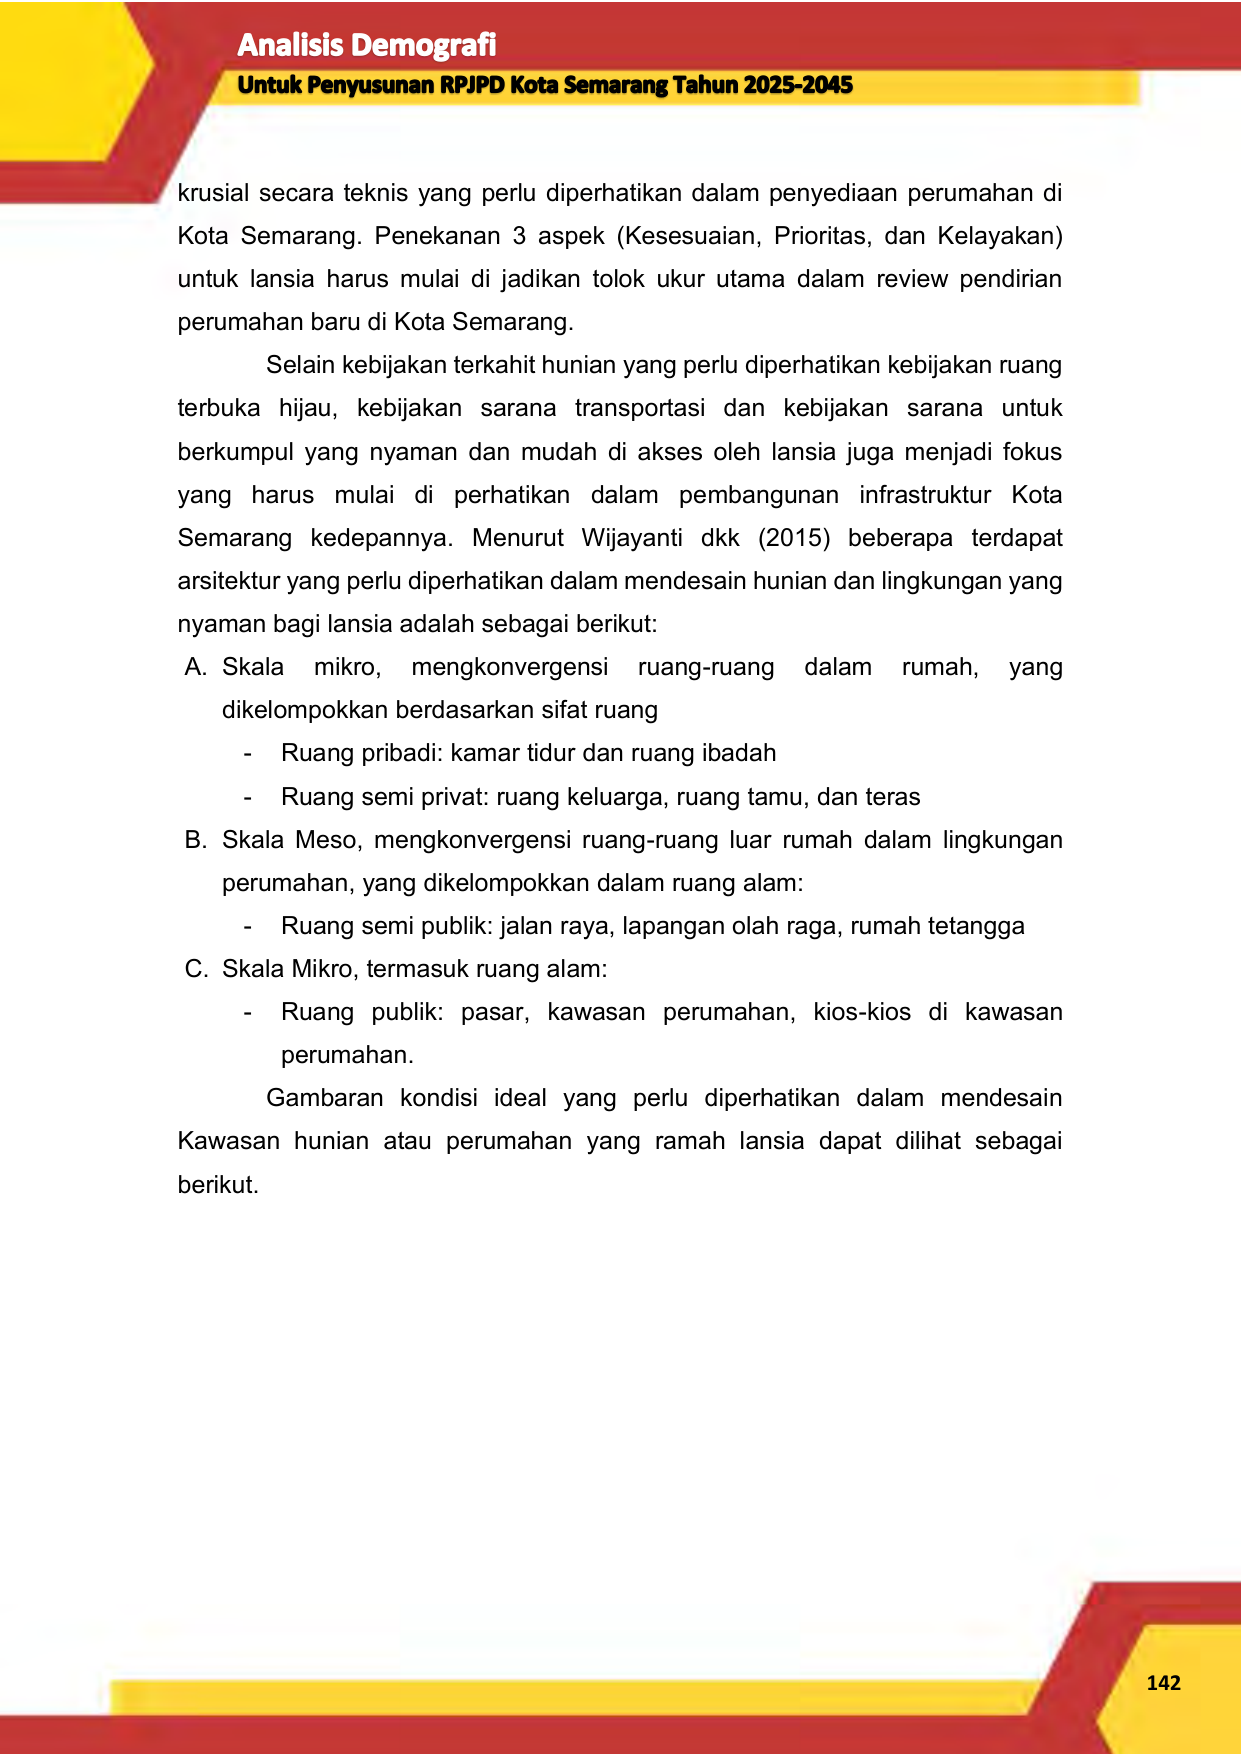 Analisis Demografi
Untuk Penyusunan RPJPD Kota Semarang Tahun 2025-2045
krusial secara teknis yang perlu diperhatikan dalam penyediaan perumahan di
Kota Semarang. Penekanan 3 aspek (Kesesuaian, Prioritas, dan Kelayakan)
untuk lansia harus mulai di jadikan tolok ukur utama dalam review pendirian
perumahan baru di Kota Semarang.
Selain kebijakan terkahit hunian yang perlu diperhatikan kebijakan ruang
terbuka hijau, kebijakan sarana transportasi dan kebijakan sarana untuk
berkumpul yang nyaman dan mudah di akses oleh lansia juga menjadi fokus
yang harus mulai di perhatikan dalam pembangunan infrastruktur Kota
Semarang kedepannya. Menurut Wijayanti dkk (2015) beberapa terdapat
arsitektur yang perlu diperhatikan dalam mendesain hunian dan lingkungan yang
nyaman bagi lansia adalah sebagai berikut:
A. Skala mikro, mengkonvergensi ruang-ruang dalam rumah, yang
dikelompokkan berdasarkan sifat ruang
- Ruang pribadi: kamar tidur dan ruang ibadah
- Ruang semi privat: ruang keluarga, ruang tamu, dan teras
B. Skala Meso, mengkonvergensi ruang-ruang luar rumah dalam lingkungan
perumahan, yang dikelompokkan dalam ruang alam:
- Ruang semi publik: jalan raya, lapangan olah raga, rumah tetangga
C. Skala Mikro, termasuk ruang alam:
- Ruang publik: pasar, kawasan perumahan, kios-kios di kawasan
perumahan.
Gambaran kondisi ideal yang perlu diperhatikan dalam mendesain
Kawasan hunian atau perumahan yang ramah lansia dapat dilihat sebagai
berikut.
142